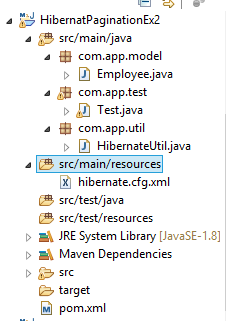 HibernatPaginationEx2
src/main/java
com.app.model
Employee.java
com.app.test
Test.java
com.app.util
HibernateUtil.java
src/main/resources
hibernate.cfg.xml
src/test/java
src/test/resources
JRE System Library [JavaSE-1.8]
Maven Dependencies
src
target
pom.xml